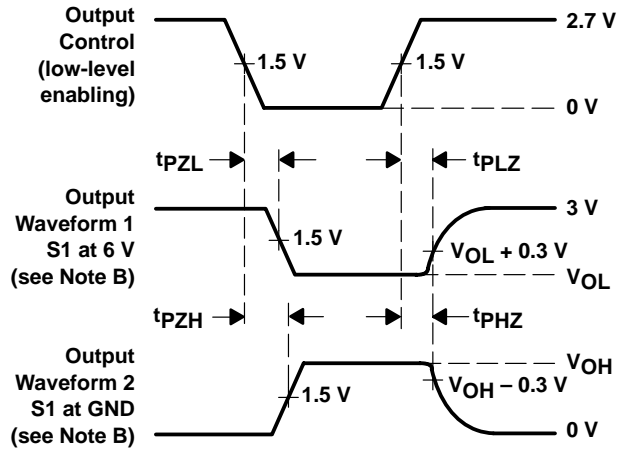 Output
Control
(low-level
enabling)
1.5 V
1.5 V
2.7 V
0 V
tPZL
tPLZ
Output
Waveform 1
S1 at 6 V
(see Note B)
1.5 V
3 V
VOL + 0.3 V
VOL
tPZH
tPHZ
Output
Waveform 2
S1 at GND
(see Note B)
1.5 V
VOH
VOH – 0.3 V
0 V